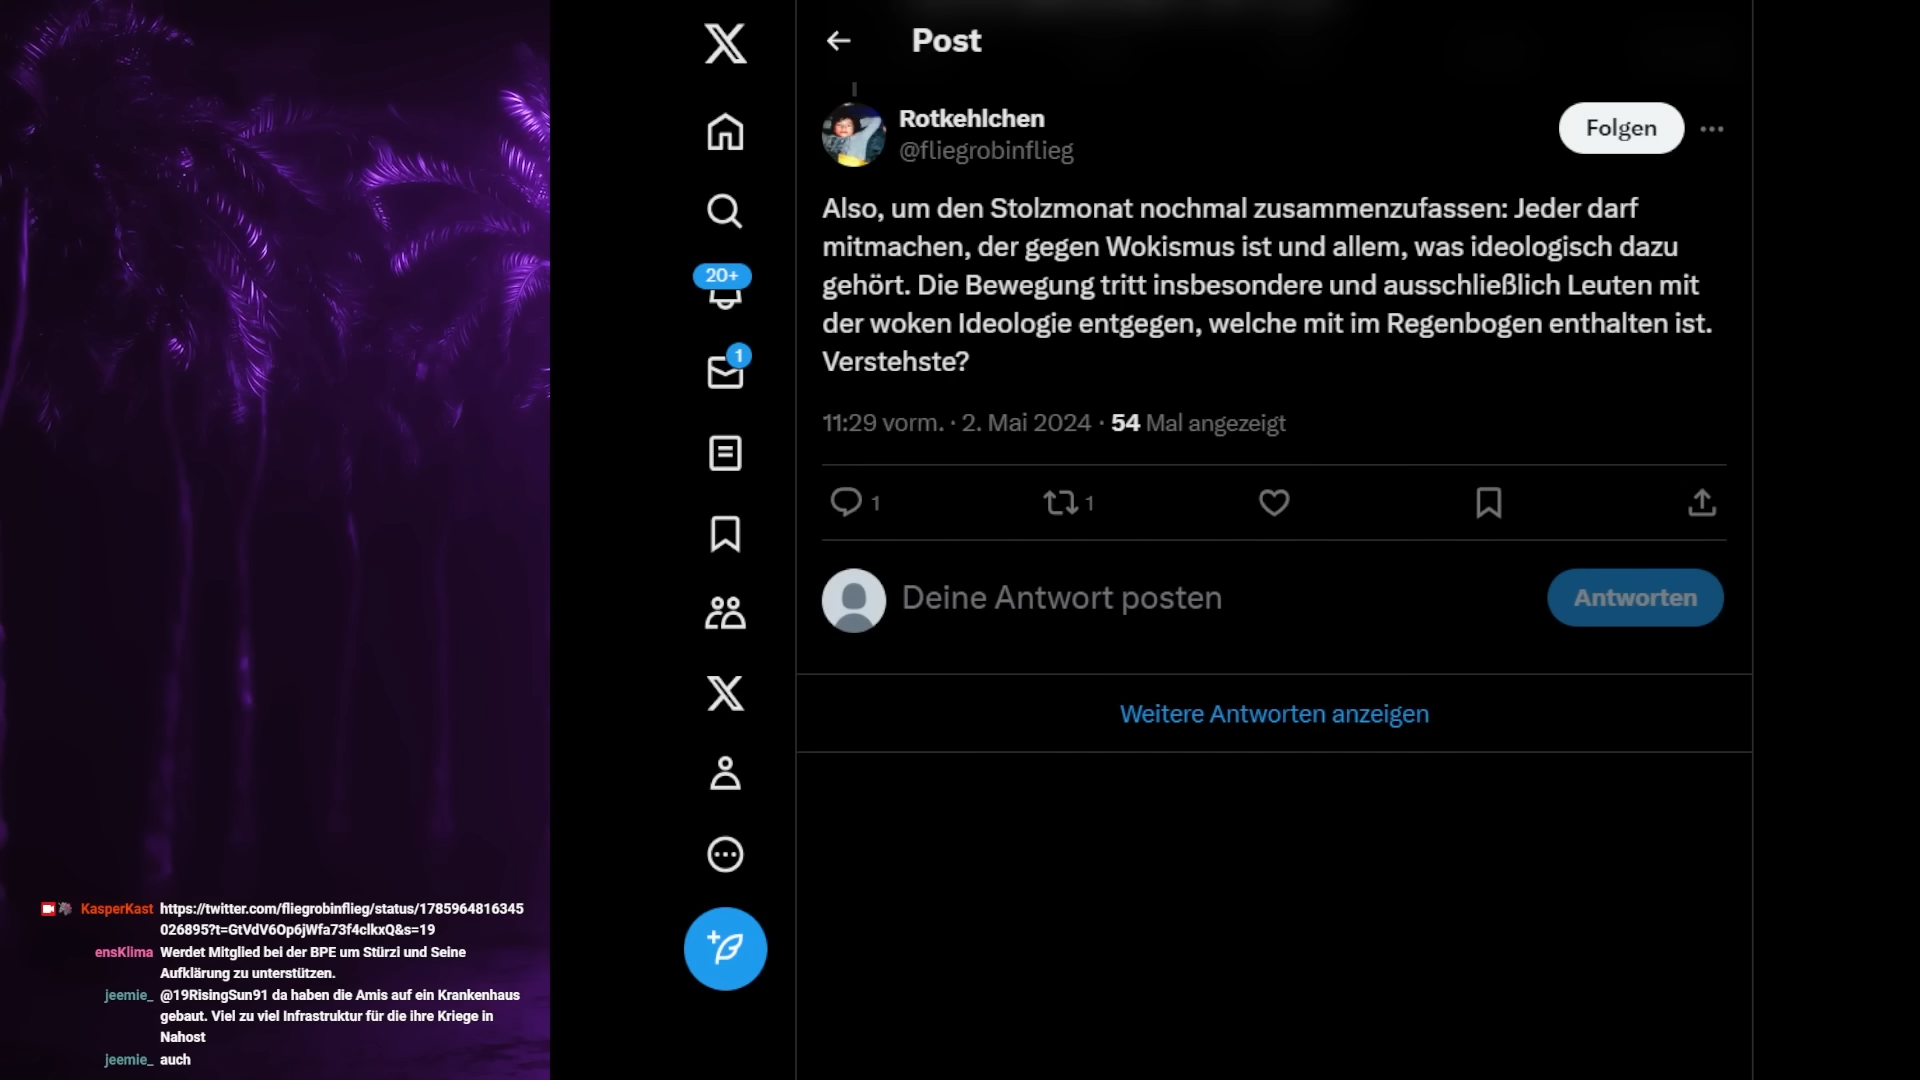 Post
Rotkehlchen
@fliegrobinflieg
Folgen
Also, um den Stolzmonat nochmal zusammenzufassen: Jeder darf
mitmachen, der gegen Wokismus ist und allem, was ideologisch dazu
gehört. Die Bewegung tritt insbesondere und ausschließlich Leuten mit
der woken Ideologie entgegen, welche mit im Regenbogen enthalten ist.
Verstehste?
11:29 vorm. · 2. Mai 2024 · 54 Mal angezeigt
1
1
Deine Antwort posten
Antworten
Weitere Antworten anzeigen
20+
1
KasperKast https://twitter.com/fliegrobinflieg/status/1785964816345
026895?t=GtVdV6Op6jWfa73f4clkxQ&s=19
ensKlima Werdet Mitglied bei der BPE um Stürzi und Seine
Aufklärung zu unterstützen.
jeemie_ @19RisingSun91 da haben die Amis auf ein Krankenhaus
gebaut. Viel zu viel Infrastruktur für die ihre Kriege in
Nahost
jeemie_ auch